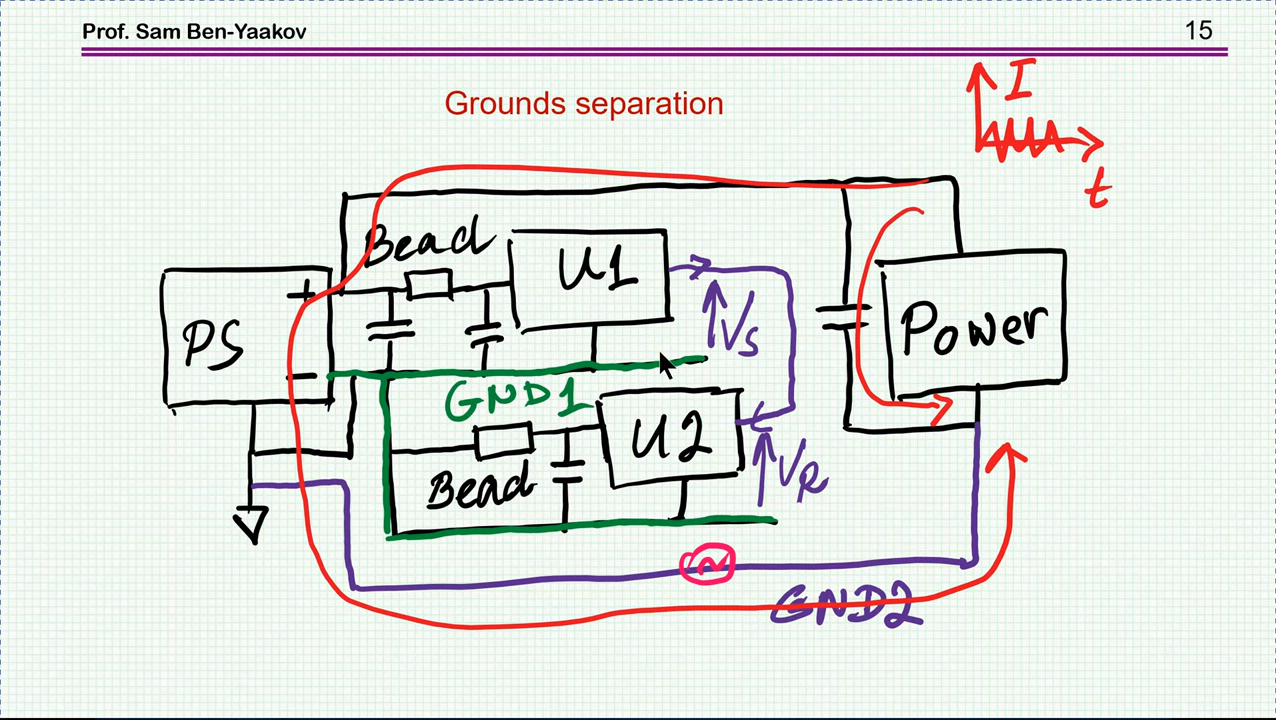 Prof. Sam Ben-Yaakov
15
Grounds separation
I
t
Bead
U1
+
PS
VS
Power
−
GND1
U2
Bead
VR
GND2